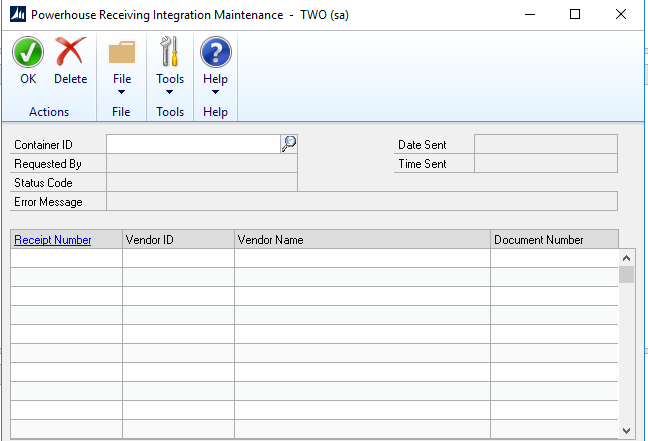 Powerhouse Receiving Integration Maintenance - TWO (sa)
OK Delete File Tools Help
Actions File Tools Help
Container ID Date Sent
Requested By Time Sent
Status Code
Error Message
Receipt Number Vendor ID Vendor Name Document Number